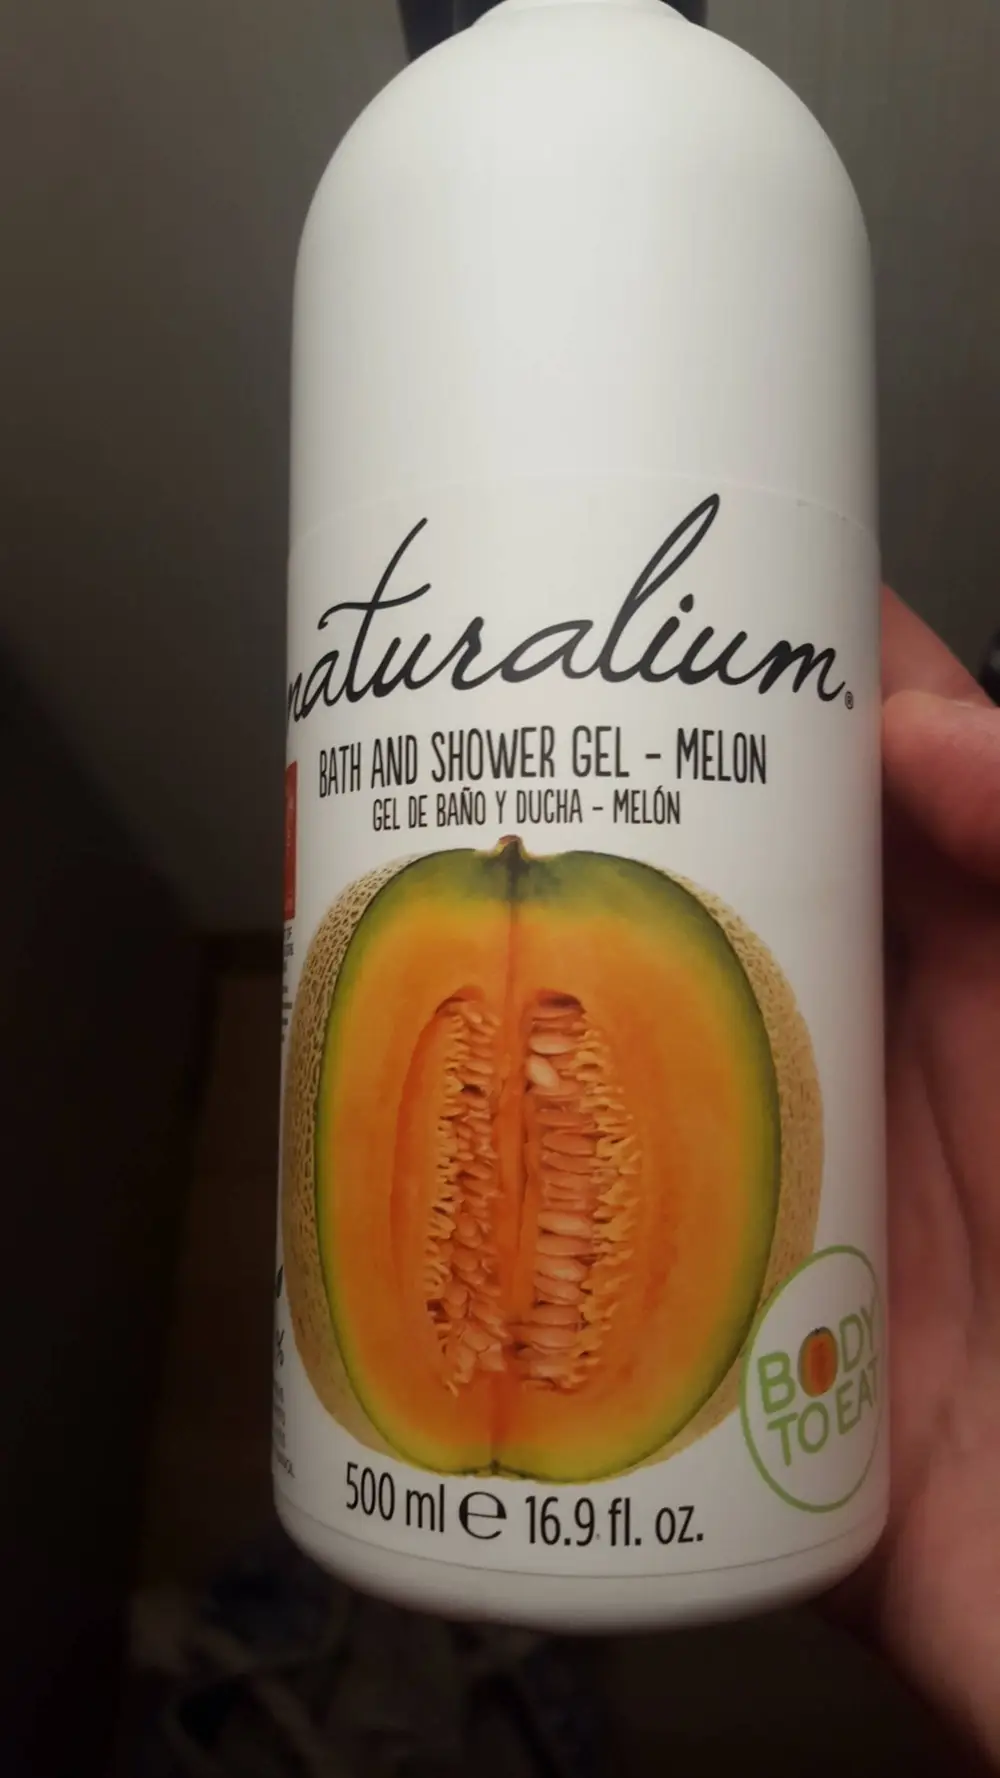 naturalium®
BATH AND SHOWER GEL - MELON
GEL DE BAÑO Y DUCHA - MELÓN
BODY
TO EAT
500 ml ℮ 16.9 fl. oz.